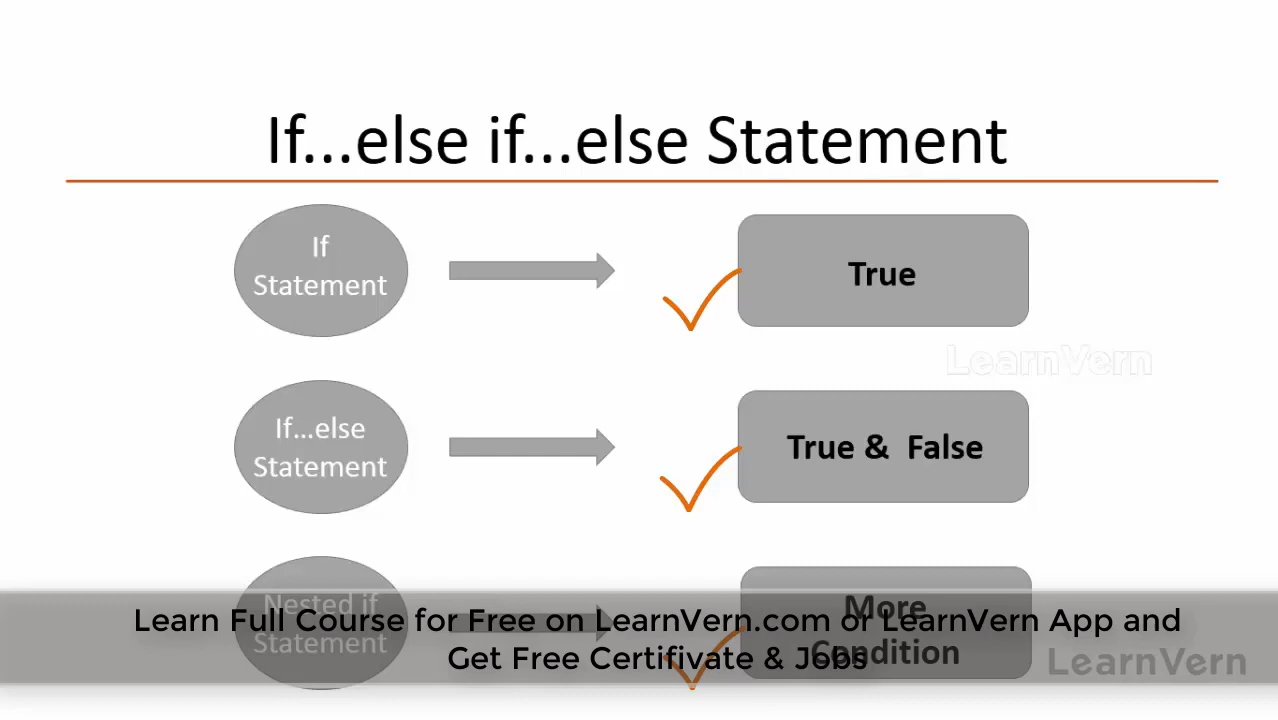 If...else if...else Statement
If
Statement
True
LearnVern
If...else
Statement
True & False
Nested if
Statement
More
Condition
Learn Full Course for Free on LearnVern.com or LearnVern App and
Get Free Certifivate & Jobs
LearnVern